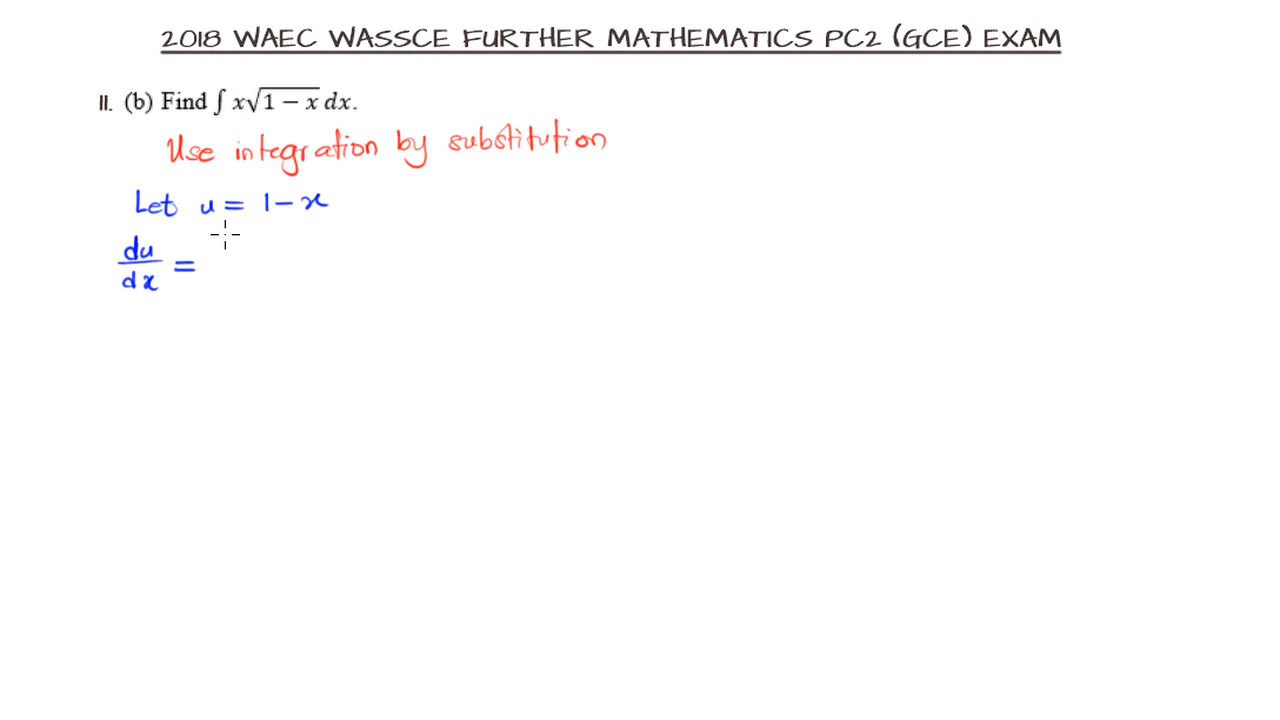 2018 WAEC WASSCE FURTHER MATHEMATICS PC2 (GCE) EXAM
11. (b) Find ∫ x√(1 − x) dx.
Use integration by substitution
Let u = 1 − x
du/dx =